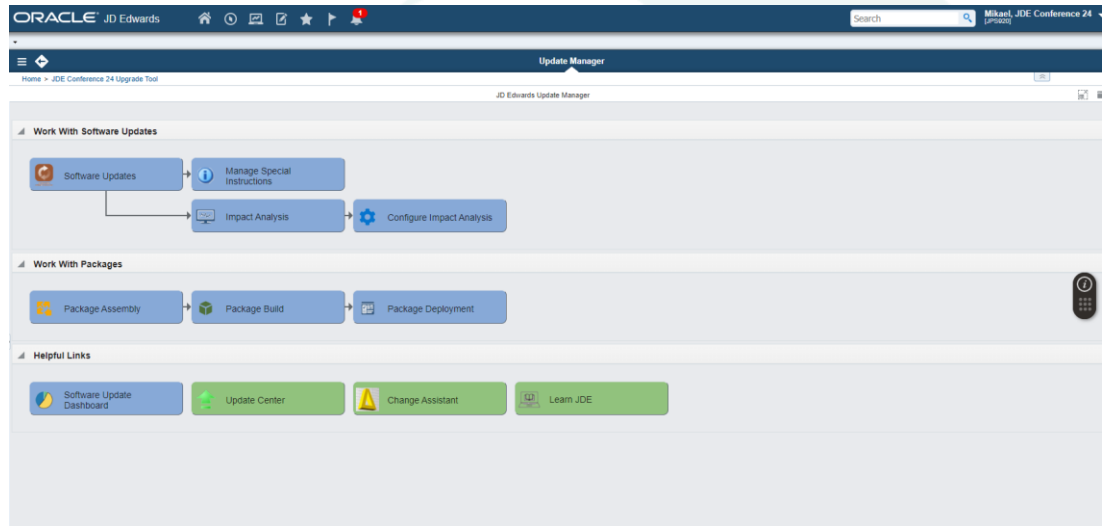 ORACLE JD Edwards
1
Search
Mikael, JDE Conference 24
[JPS920]
Update Manager
Home > JDE Conference 24 Upgrade Tool
JD Edwards Update Manager
Work With Software Updates
Software Updates
Manage Special
Instructions
Impact Analysis
Configure Impact Analysis
Work With Packages
Package Assembly
Package Build
Package Deployment
Helpful Links
Software Update
Dashboard
Update Center
Change Assistant
Learn JDE